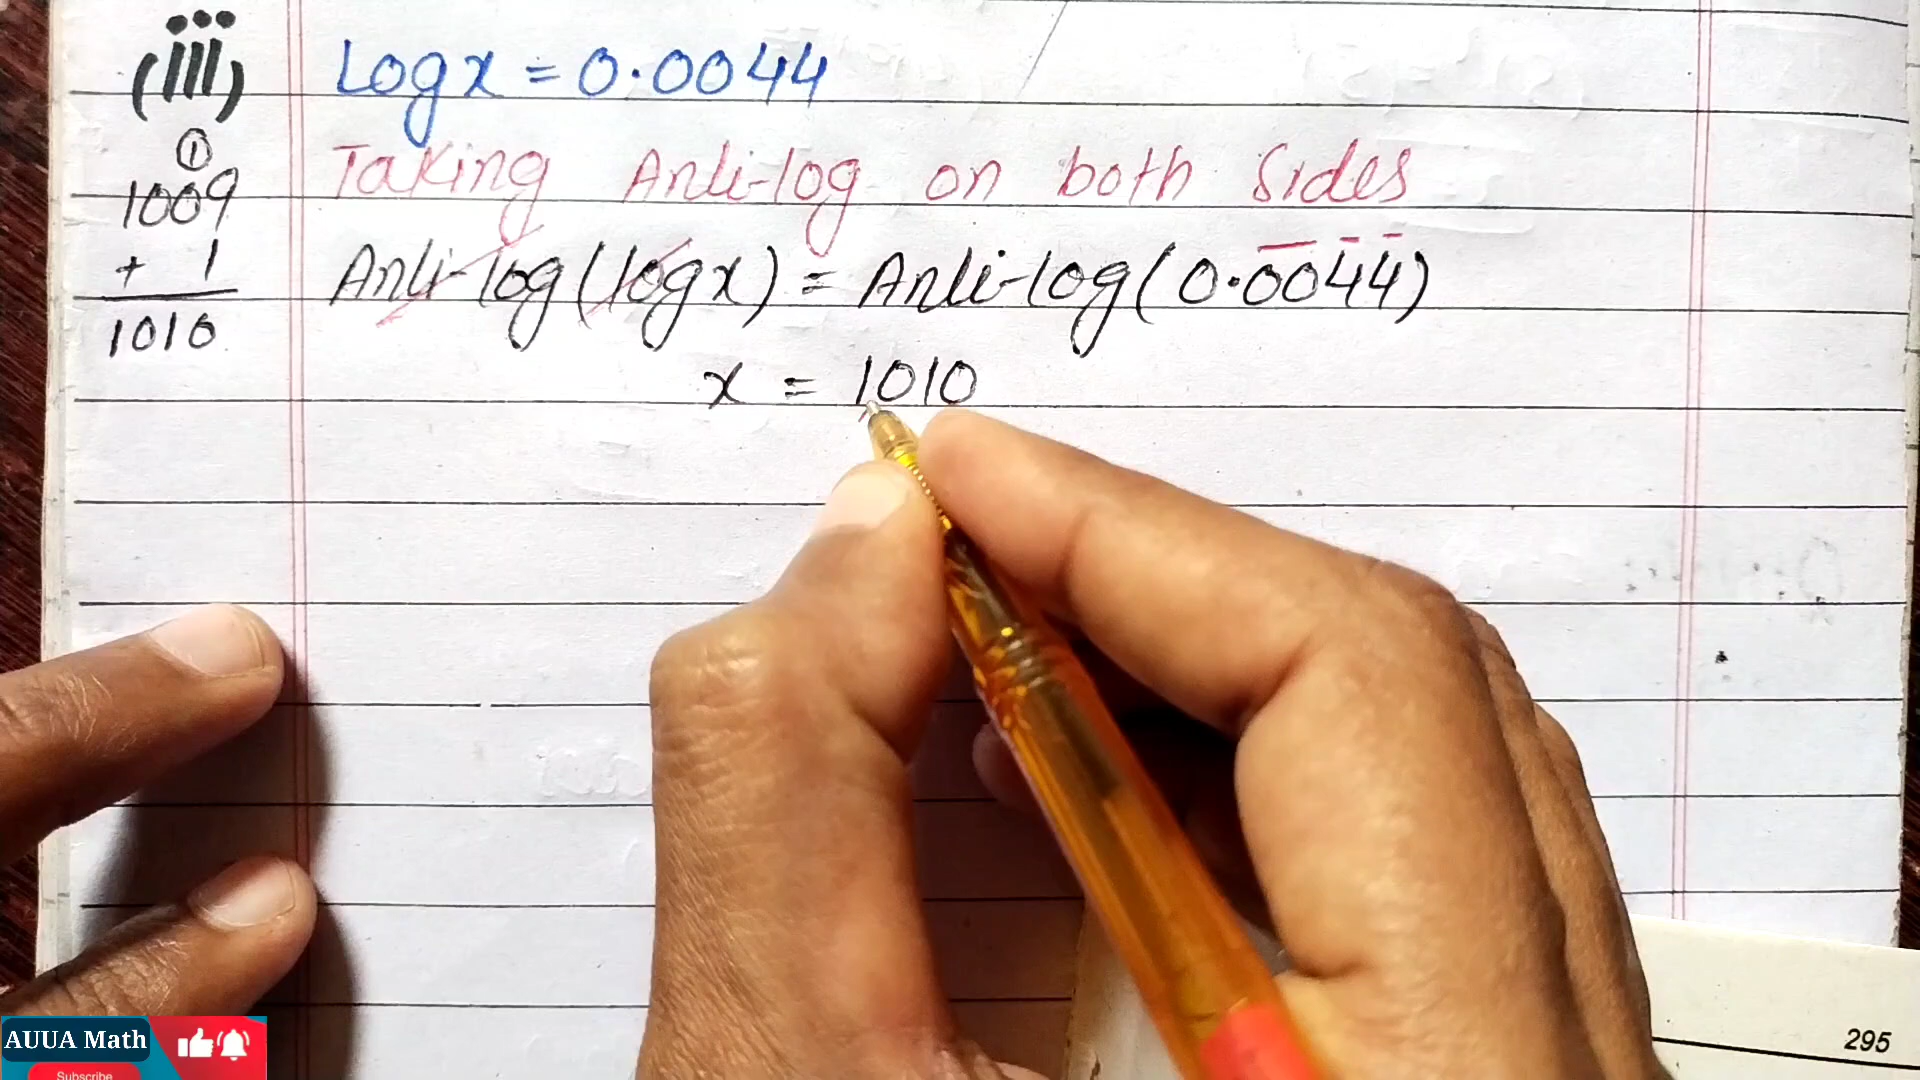 (iii) Log x = 0.0044
Taking Anti-log on both sides
Anti-log(log x) = Anti-log(0.0044)
x = 1010
1
1009
+ 1
1010
295
AUUA Math
Subscribe